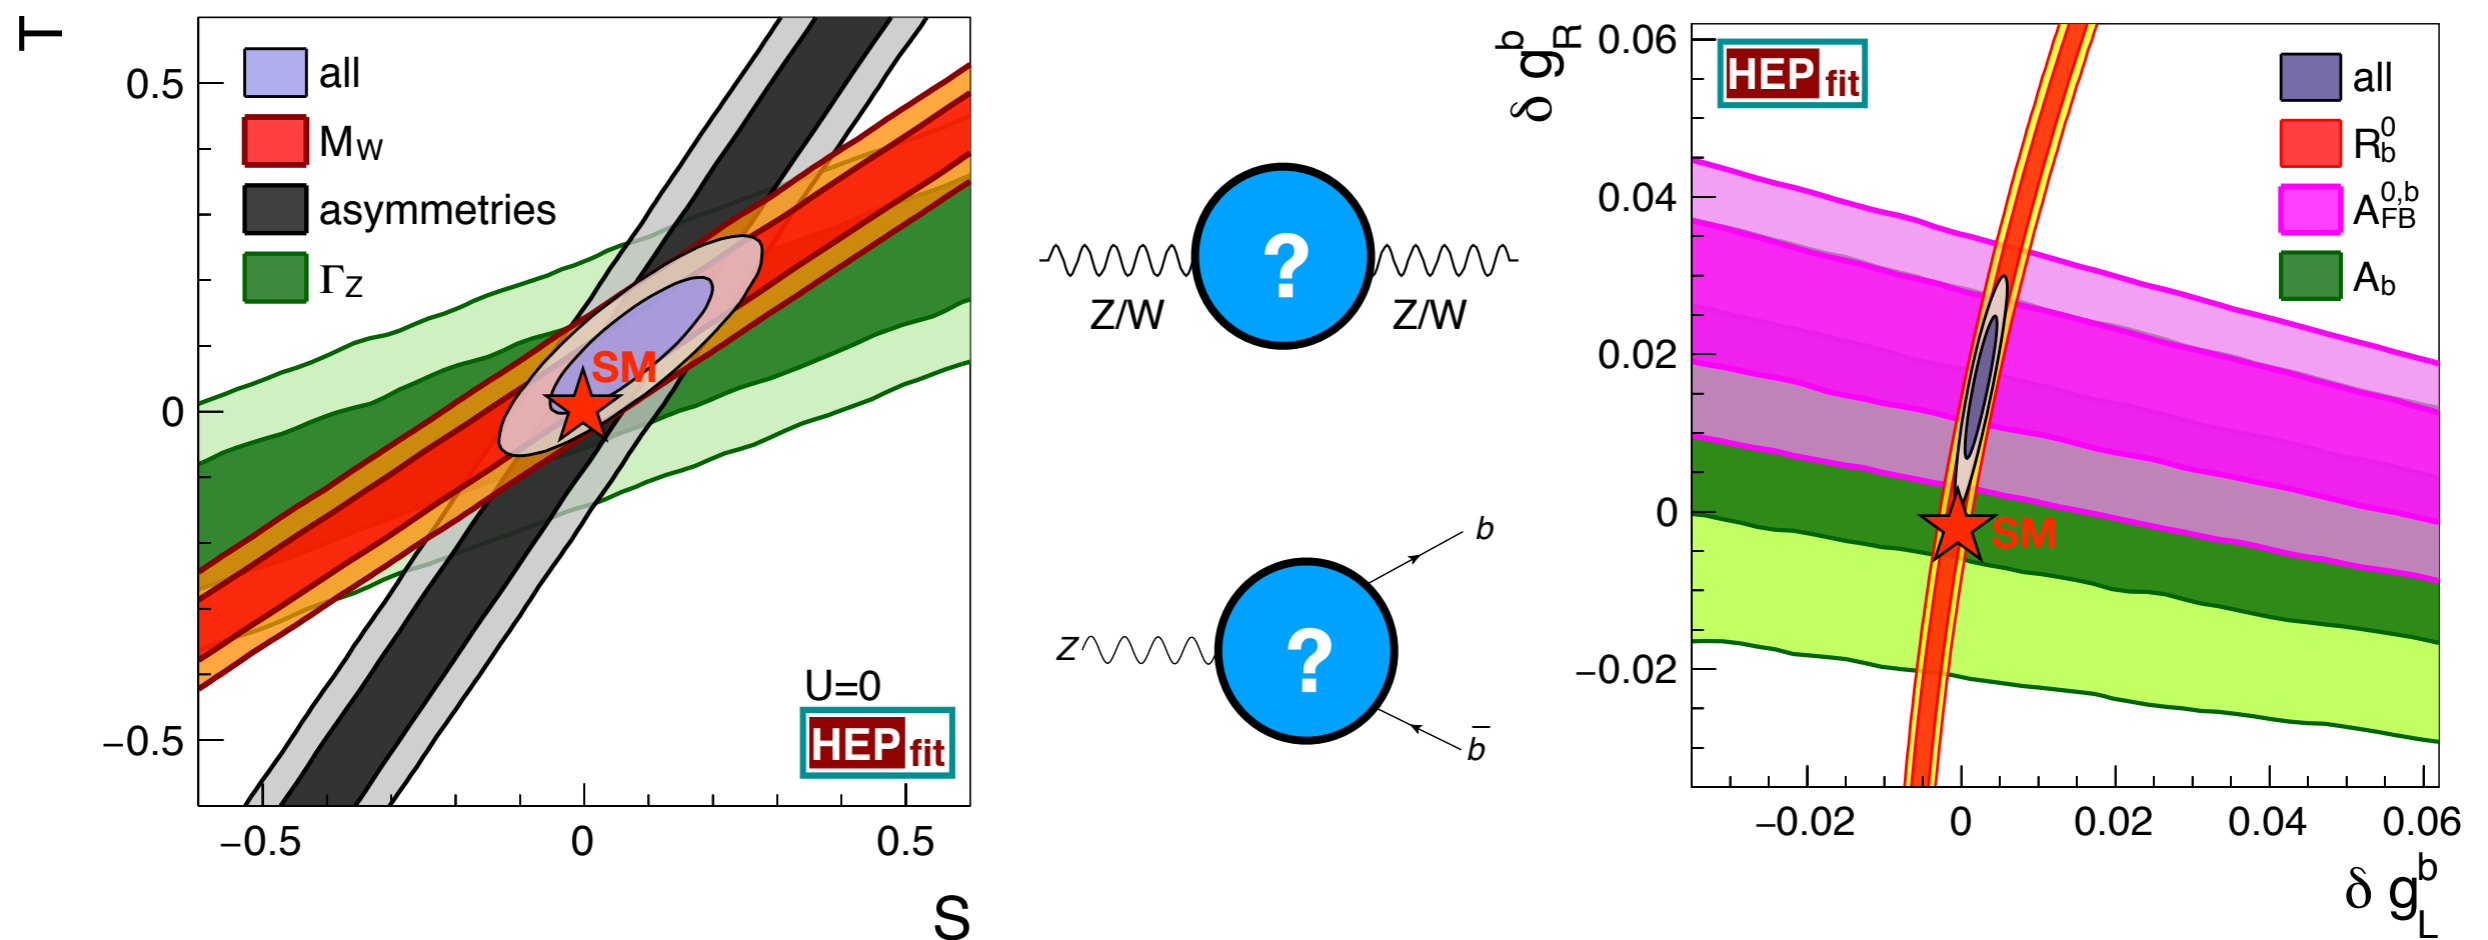 T
0.5
0
−0.5
all
MW
asymmetries
ΓZ
SM
U=0
HEP fit
−0.5 0 0.5
S
?
Z/W Z/W
?
Z
b
b̄
δ g_R^b
0.06
0.04
0.02
0
−0.02
HEP fit
all
R_b^0
A_FB^0,b
A_b
SM
−0.02 0 0.02 0.04 0.06
δ g_L^b